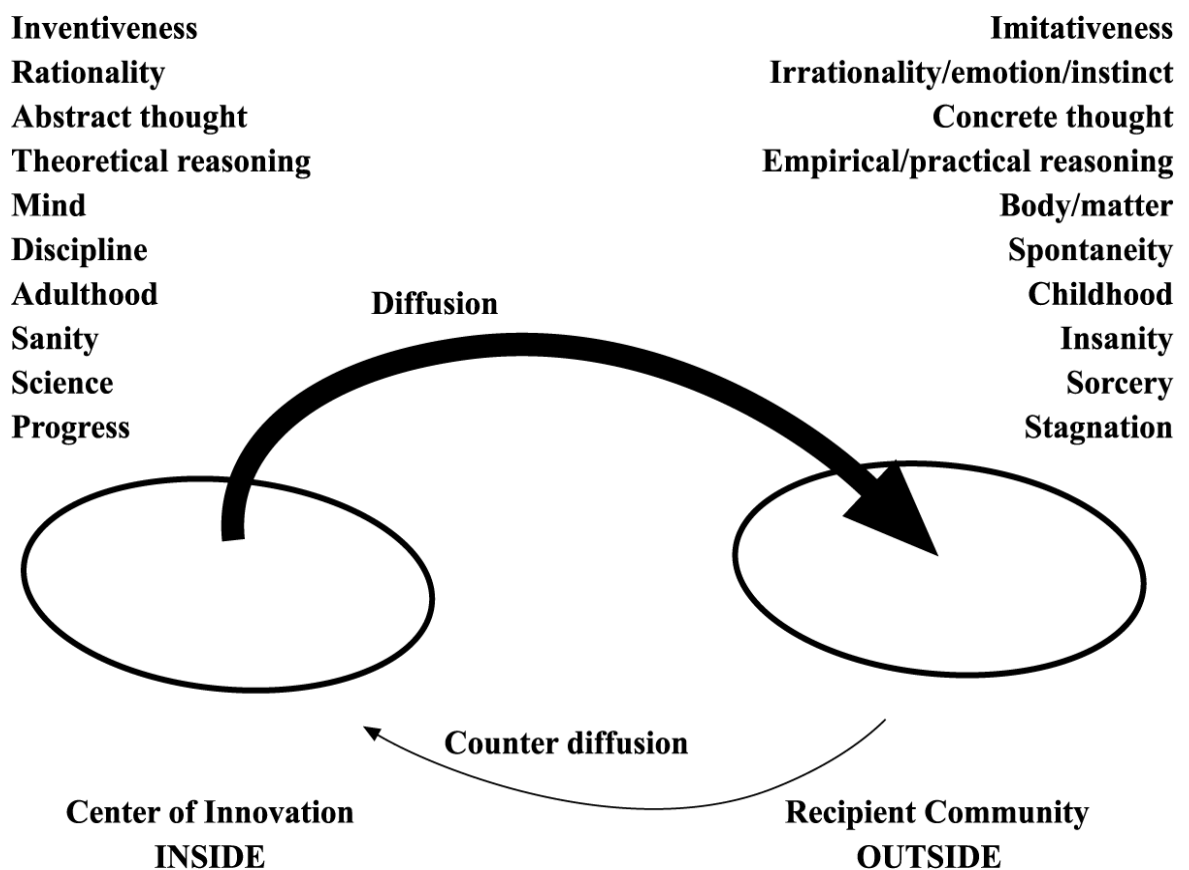 Inventiveness
Rationality
Abstract thought
Theoretical reasoning
Mind
Discipline
Adulthood
Sanity
Science
Progress
Imitativeness
Irrationality/emotion/instinct
Concrete thought
Empirical/practical reasoning
Body/matter
Spontaneity
Childhood
Insanity
Sorcery
Stagnation
Diffusion
Counter diffusion
Center of Innovation
INSIDE
Recipient Community
OUTSIDE